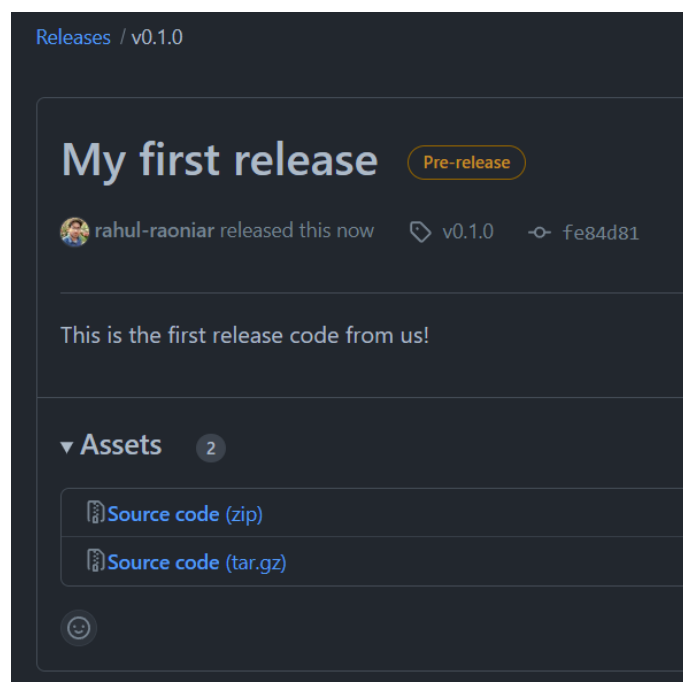 Releases / v0.1.0
My first release Pre-release
rahul-raoniar released this now v0.1.0 fe84d81
This is the first release code from us!
Assets 2
Source code (zip)
Source code (tar.gz)